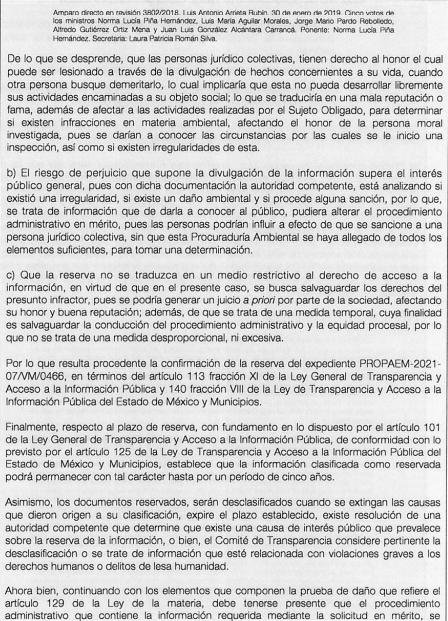 Amparo directo en revisión 3802/2018. Luis Antonio Arrieta Rubin. 30 de enero de 2019. Cinco votos de
los ministros Norma Lucía Piña Hernández, Luis María Aguilar Morales, Jorge Mario Pardo Rebolledo,
Alfredo Gutiérrez Ortiz Mena y Juan Luis González Alcántara Carrancá. Ponente: Norma Lucía Piña
Hernández. Secretaria: Laura Patricia Román Silva.
De lo que se desprende, que las personas jurídico colectivas, tienen derecho al honor el cual
puede ser lesionado a través de la divulgación de hechos concernientes a su vida, cuando
otra persona busque demeritarlo, lo cual implicaría que esta no pueda desarrollar libremente
sus actividades encaminadas a su objeto social; lo que se traduciría en una mala reputación o
fama, además de afectar a las actividades realizadas por el Sujeto Obligado, para determinar
si existen infracciones en materia ambiental, afectando el honor de la persona moral
investigada, pues se darían a conocer las circunstancias por las cuales se le inicio una
inspección, así como si existen irregularidades de esta.
b) El riesgo de perjuicio que supone la divulgación de la información supera el interés
público general, pues con dicha documentación la autoridad competente, está analizando si
existió una irregularidad, si existe un daño ambiental y si procede alguna sanción, por lo que,
se trata de información que de darla a conocer al público, pudiera alterar el procedimiento
administrativo en mérito, pues las personas podrían influir a efecto de que se sancione a una
persona jurídico colectiva, sin que esta Procuraduría Ambiental se haya allegado de todos los
elementos suficientes, para tomar una determinación.
c) Que la reserva no se traduzca en un medio restrictivo al derecho de acceso a la
información, en virtud de que en el presente caso, se busca salvaguardar los derechos del
presunto infractor, pues se podría generar un juicio a priori por parte de la sociedad, afectando
su honor y buena reputación; además, de que se trata de una medida temporal, cuya finalidad
es salvaguardar la conducción del procedimiento administrativo y la equidad procesal, por lo
que no se trata de una medida desproporcional, ni excesiva.
Por lo que resulta procedente la confirmación de la reserva del expediente PROPAEM-2021-
07/VM/0466, en términos del artículo 113 fracción XI de la Ley General de Transparencia y
Acceso a la Información Pública y 140 fracción VIII de la Ley de Transparencia y Acceso a la
Información Pública del Estado de México y Municipios.
Finalmente, respecto al plazo de reserva, con fundamento en lo dispuesto por el artículo 101
de la Ley General de Transparencia y Acceso a la Información Pública, de conformidad con lo
previsto por el artículo 125 de la Ley de Transparencia y Acceso a la Información Pública del
Estado de México y Municipios, establece que la información clasificada como reservada
podrá permanecer con tal carácter hasta por un período de cinco años.
Asimismo, los documentos reservados, serán desclasificados cuando se extingan las causas
que dieron origen a su clasificación, expire el plazo establecido, existe resolución de una
autoridad competente que determine que existe una causa de interés público que prevalece
sobre la reserva de la información, o bien, el Comité de Transparencia considere pertinente la
desclasificación o se trate de información que esté relacionada con violaciones graves a los
derechos humanos o delitos de lesa humanidad.
Ahora bien, continuando con los elementos que componen la prueba de daño que refiere el
artículo 129 de la Ley de la materia, debe tenerse presente que el procedimiento
administrativo que contiene la información requerida mediante la solicitud en mérito, se